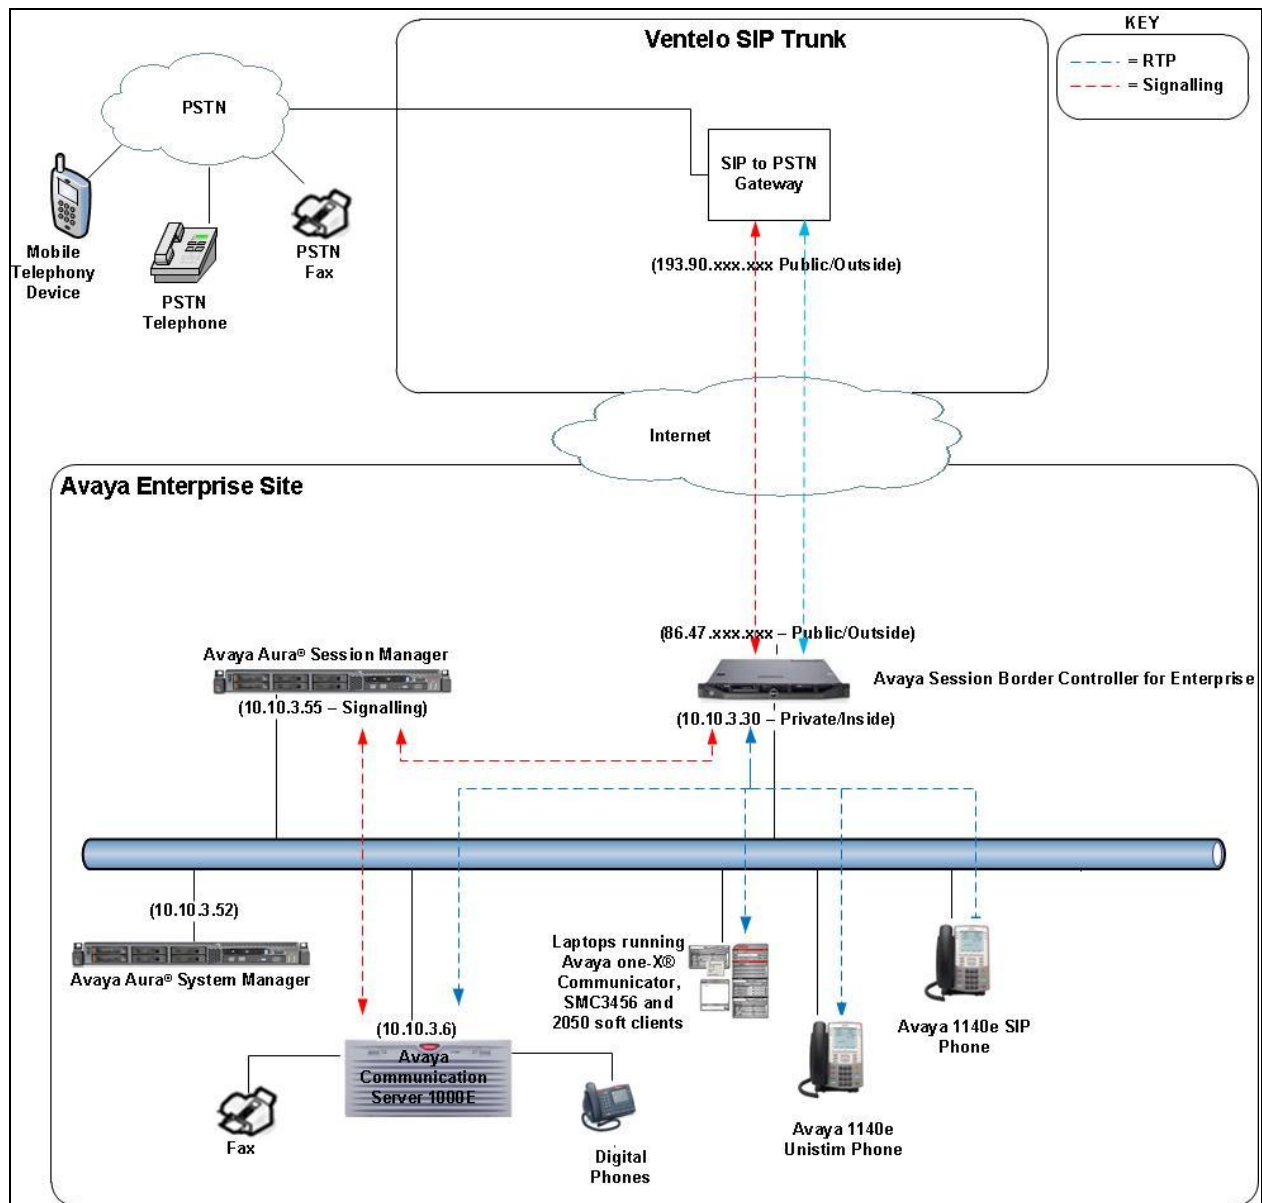 Ventelo SIP Trunk
KEY
= RTP
= Signalling
PSTN
SIP to PSTN
Gateway
Mobile
Telephony
Device
PSTN
Telephone
PSTN
Fax
(193.90.xxx.xxx Public/Outside)
Internet
Avaya Enterprise Site
(86.47.xxx.xxx – Public/Outside)
Avaya Aura® Session Manager
(10.10.3.55 – Signalling)
Avaya Session Border Controller for Enterprise
(10.10.3.30 – Private/Inside)
(10.10.3.52)
Avaya Aura® System Manager
Laptops running
Avaya one-X®
Communicator,
SMC3456 and
2050 soft clients
(10.10.3.6)
Avaya
Communication
Server 1000E
Fax
Digital
Phones
Avaya 1140e
Unistim Phone
Avaya 1140e SIP
Phone